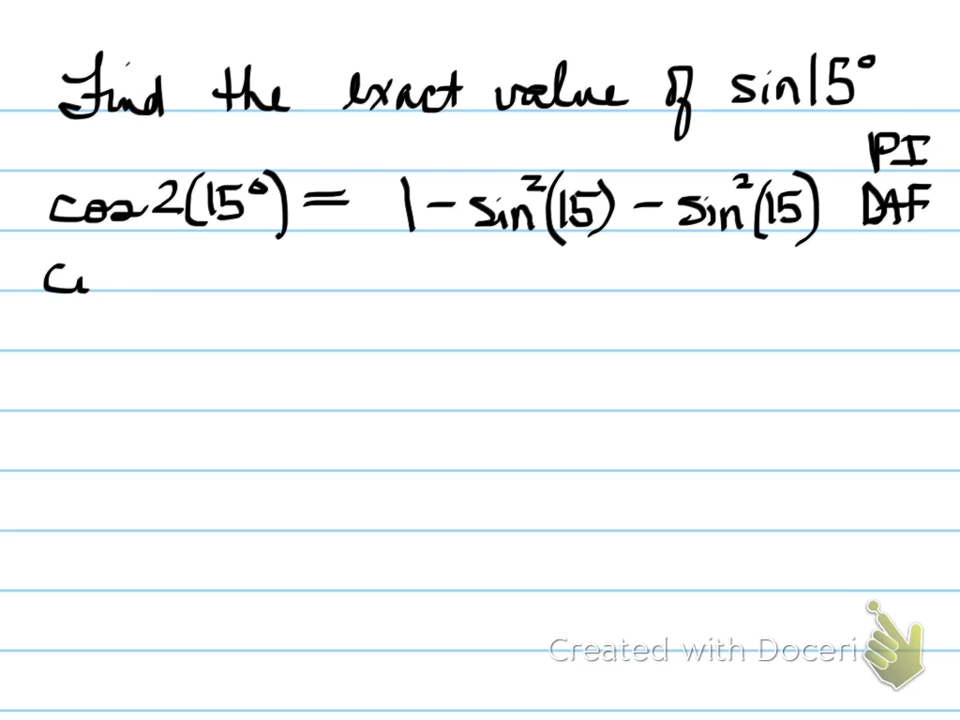 Find the exact value of sin15°
PI
cos2(15°) = 1 - sin²(15) - sin²(15) DAF
Created with Doceri